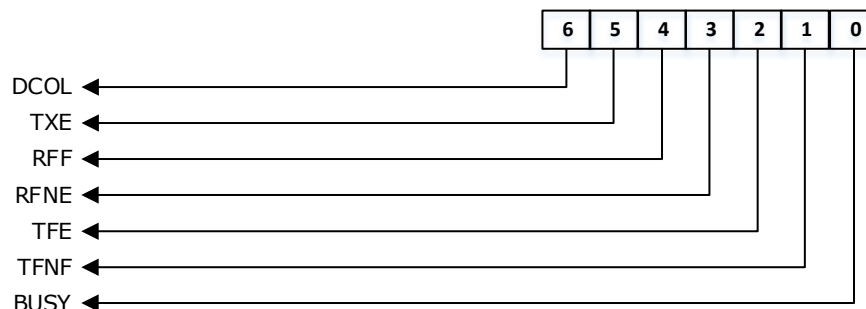 6 5 4 3 2 1 0
DCOL
TXE
RFF
RFNE
TFE
TFNF
BUSY